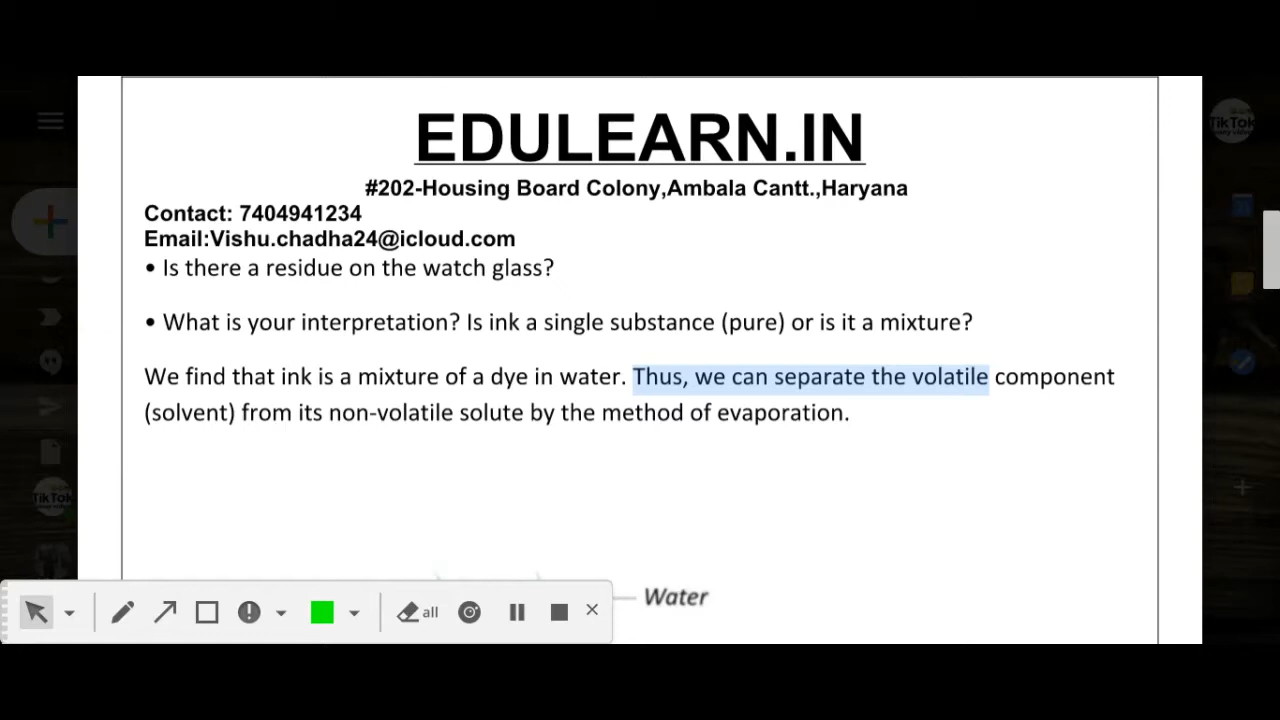 EDULEARN.IN
#202-Housing Board Colony,Ambala Cantt.,Haryana
Contact: 7404941234
Email:Vishu.chadha24@icloud.com
• Is there a residue on the watch glass?
• What is your interpretation? Is ink a single substance (pure) or is it a mixture?
We find that ink is a mixture of a dye in water. Thus, we can separate the volatile component
(solvent) from its non-volatile solute by the method of evaporation.
Water
all
TikTok
TikTok